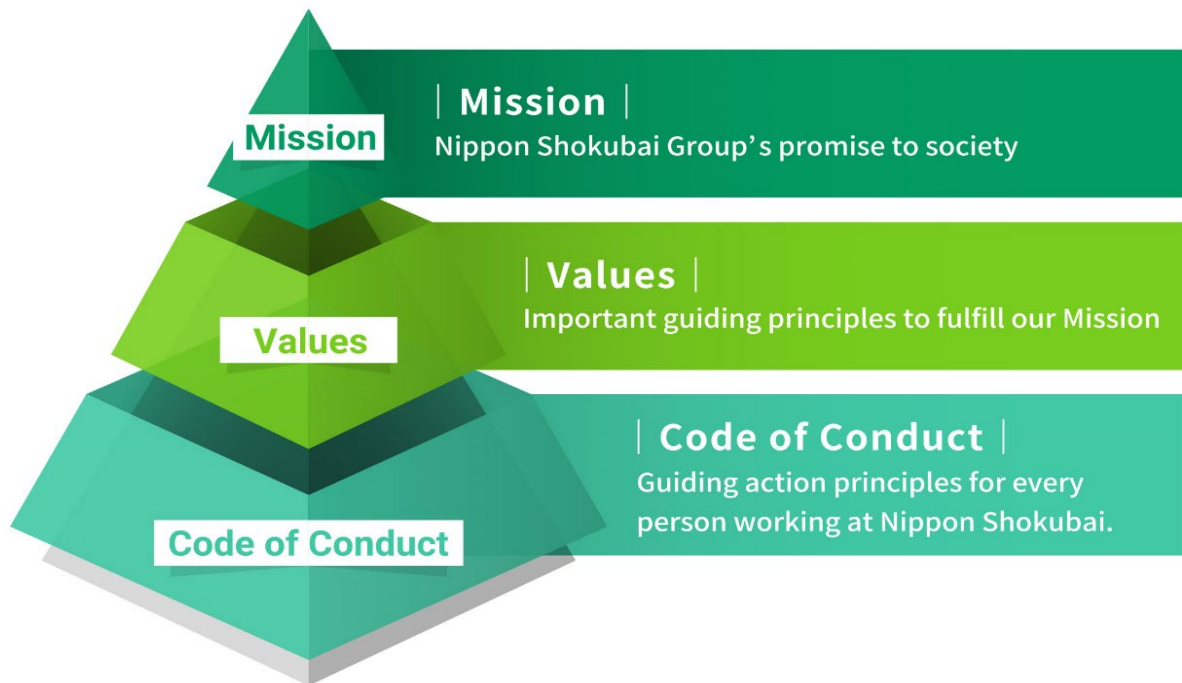 Mission
| Mission |
Nippon Shokubai Group's promise to society
Values
| Values |
Important guiding principles to fulfill our Mission
Code of Conduct
| Code of Conduct |
Guiding action principles for every
person working at Nippon Shokubai.